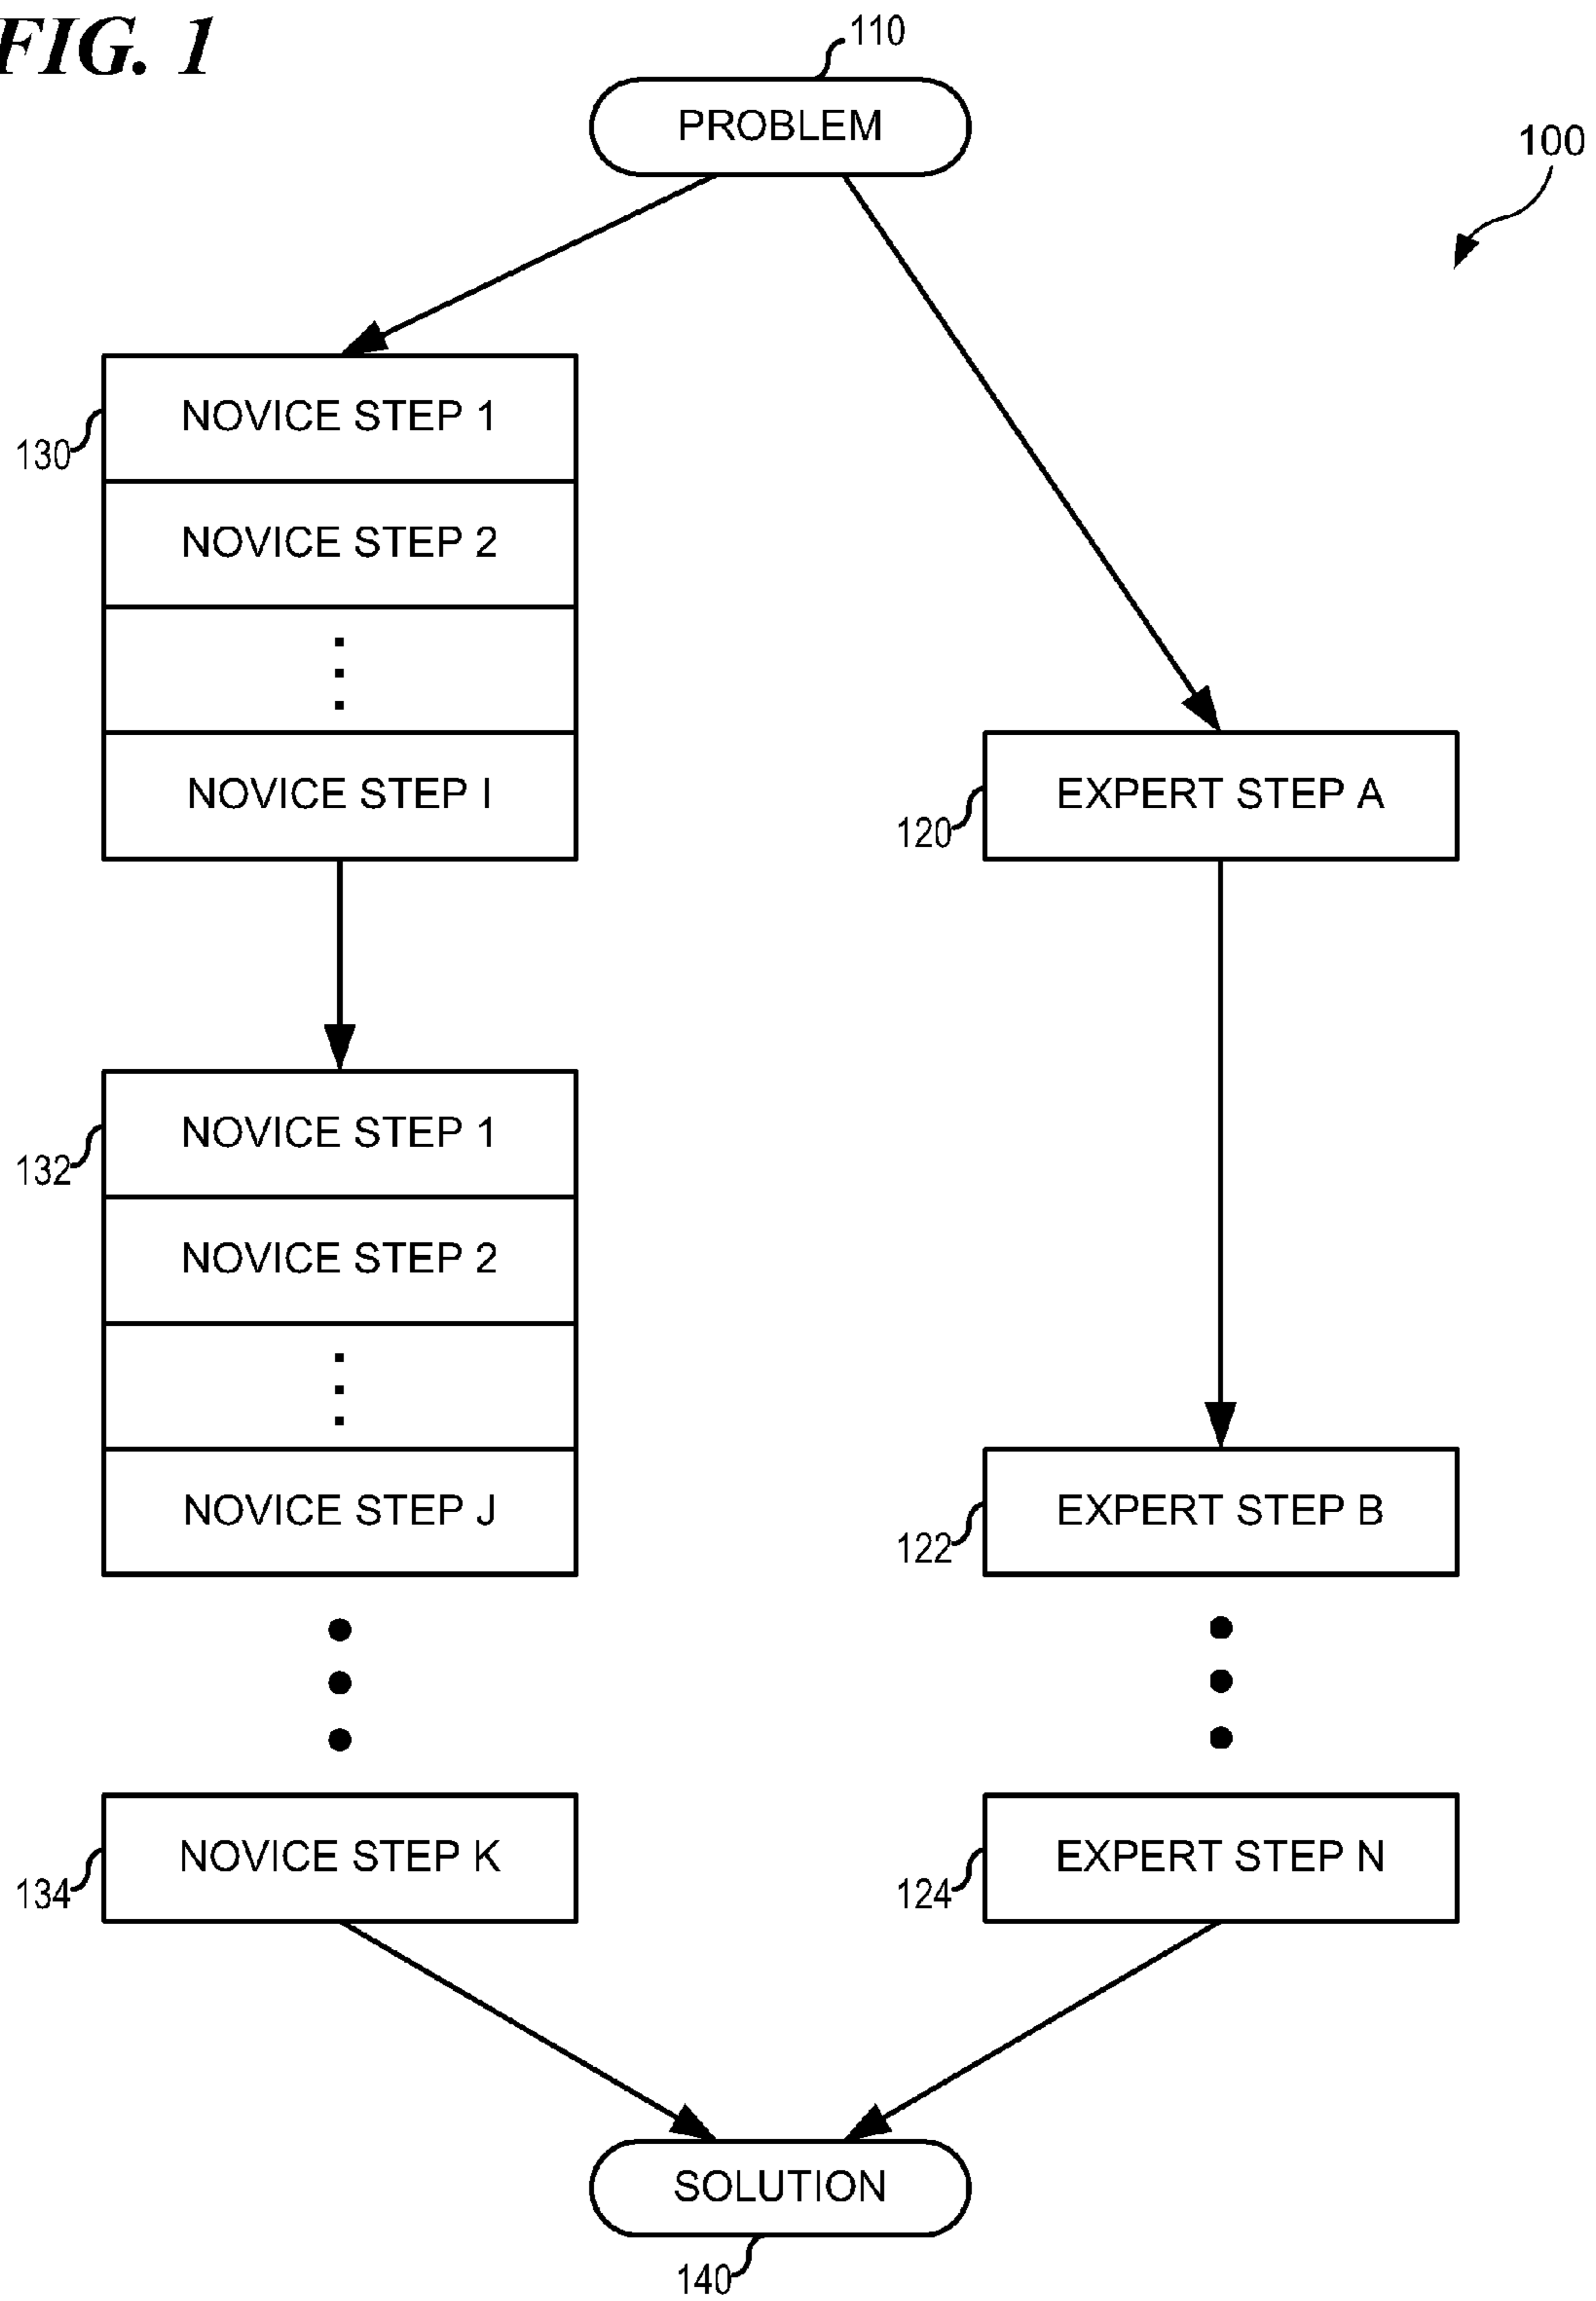 FIG. 1
110
PROBLEM
100
NOVICE STEP 1
130
NOVICE STEP 2
NOVICE STEP I
EXPERT STEP A
120
NOVICE STEP 1
132
NOVICE STEP 2
NOVICE STEP J
EXPERT STEP B
122
NOVICE STEP K
134
EXPERT STEP N
124
SOLUTION
140